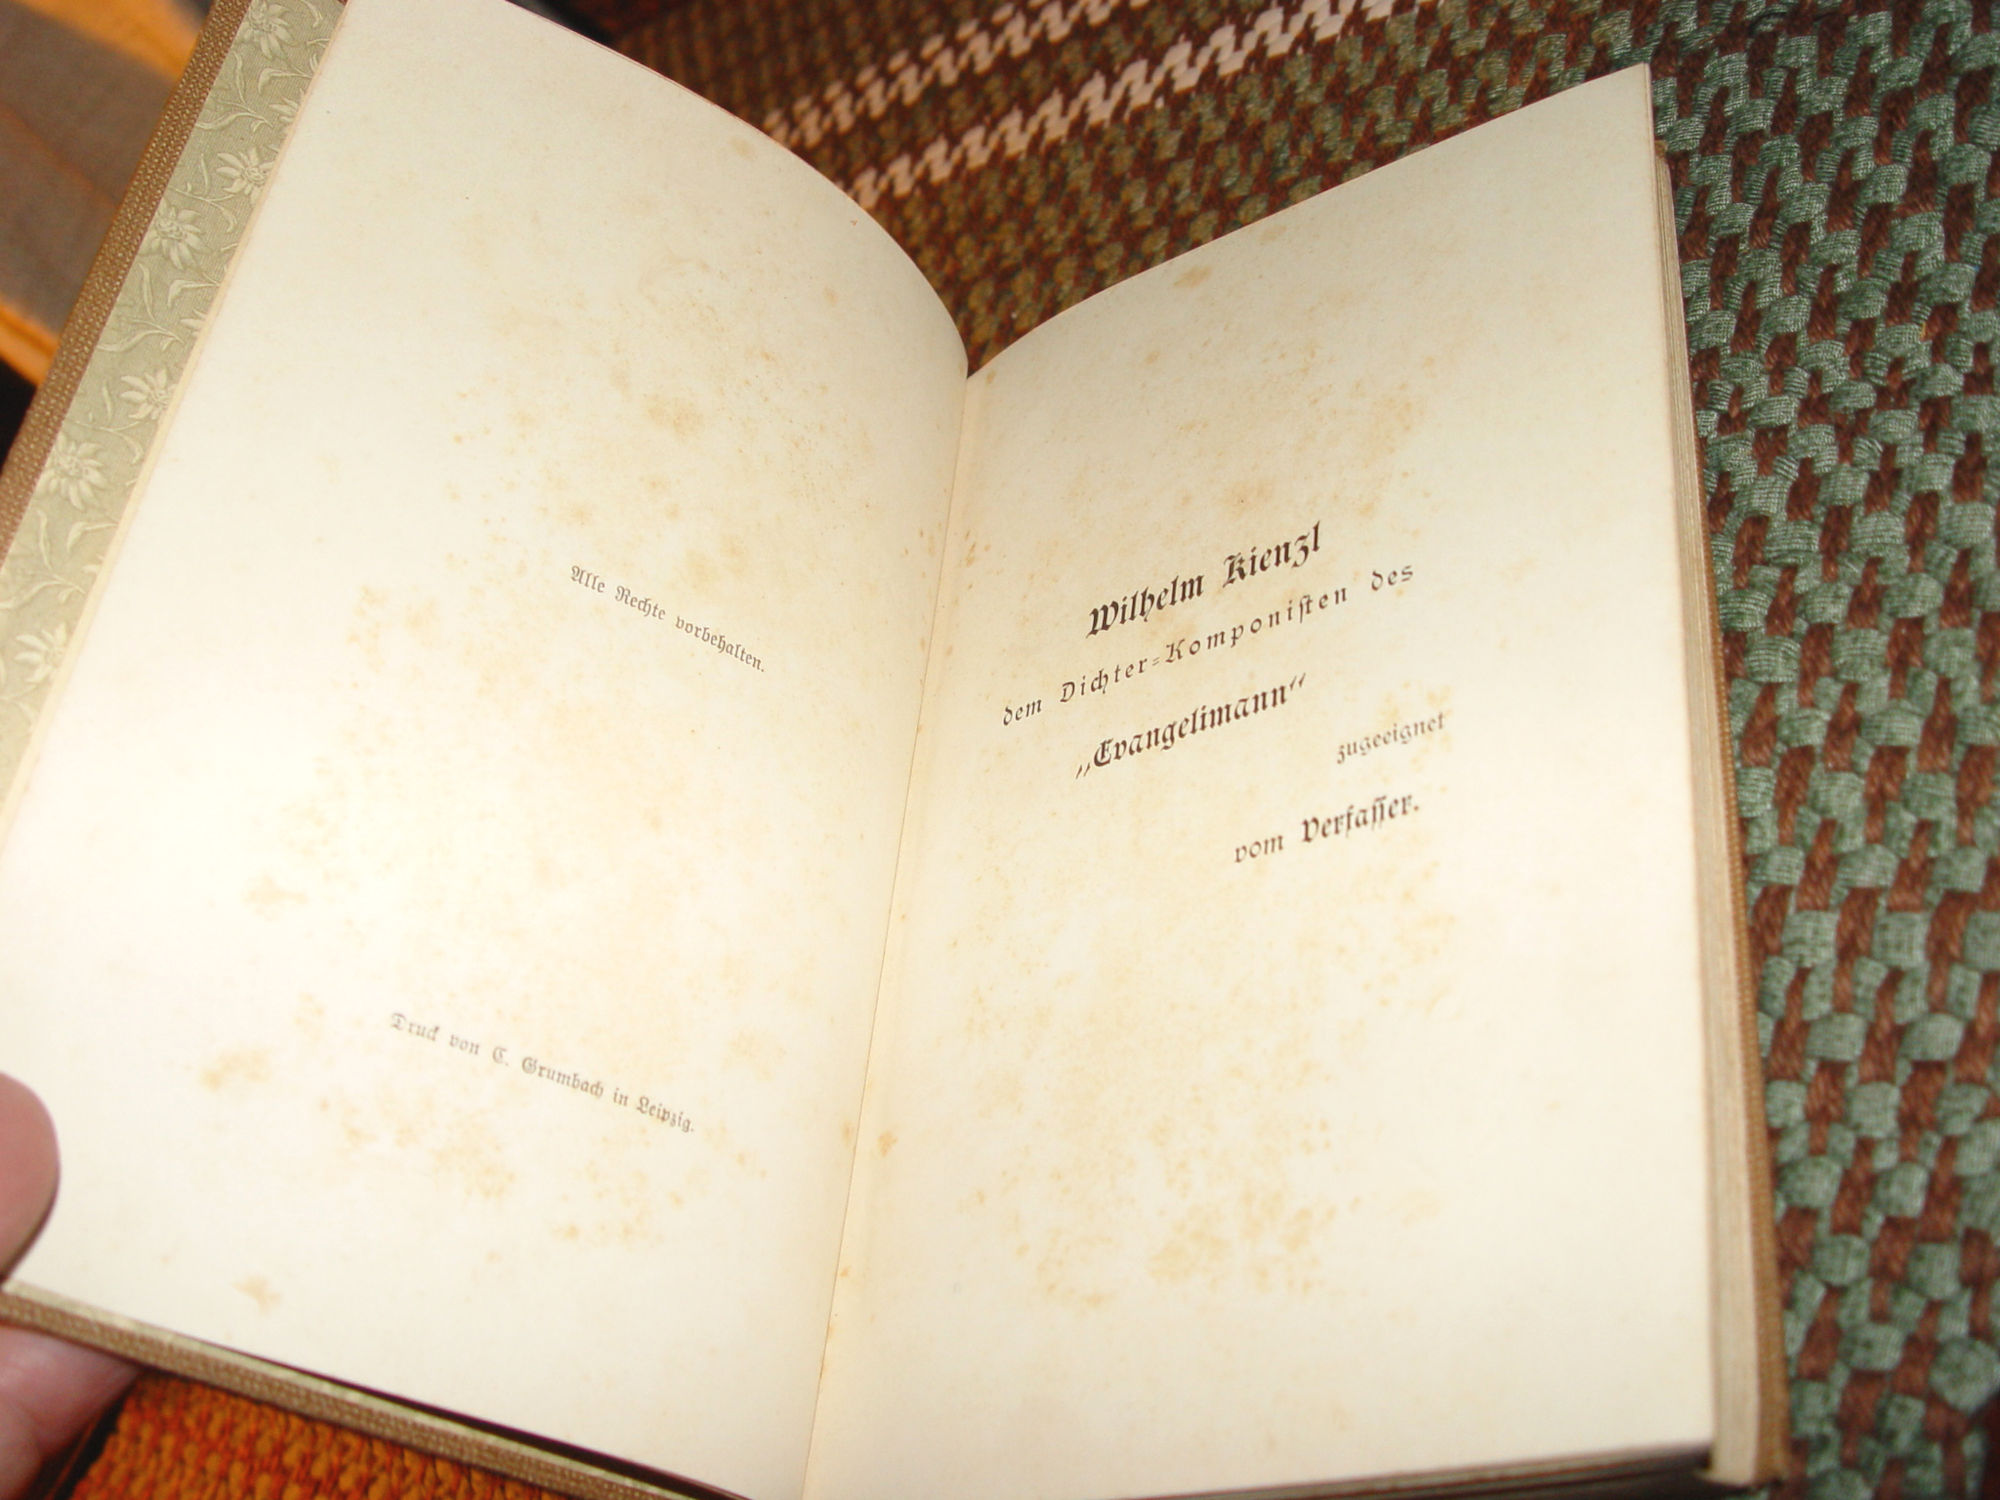 Alle Rechte vorbehalten.
Druck von C. Grumbach in Leipzig.
Wilhelm Kienzl
dem Dichter=Komponiſten des
„Evangelimann“
zugeeignet
vom Verfaſſer.